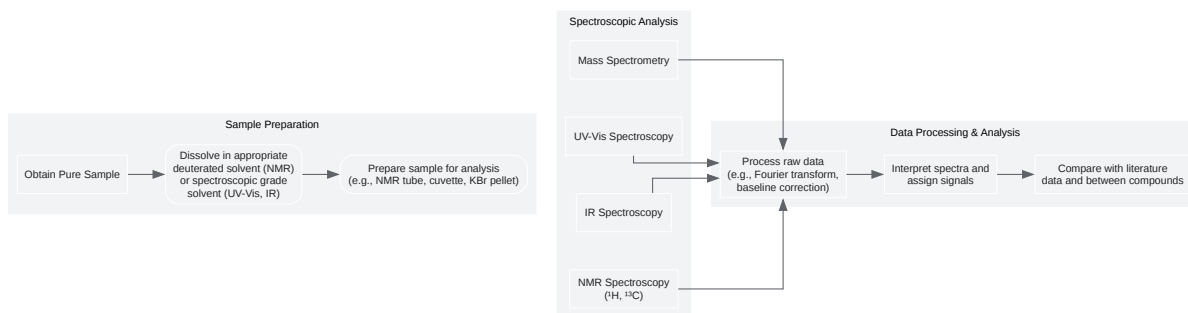 Sample Preparation
Obtain Pure Sample
Dissolve in appropriate
deuterated solvent (NMR)
or spectroscopic grade
solvent (UV-Vis, IR)
Prepare sample for analysis
(e.g., NMR tube, cuvette, KBr pellet)
Spectroscopic Analysis
Mass Spectrometry
UV-Vis Spectroscopy
IR Spectroscopy
NMR Spectroscopy
(¹H, ¹³C)
Data Processing & Analysis
Process raw data
(e.g., Fourier transform,
baseline correction)
Interpret spectra and
assign signals
Compare with literature
data and between compounds